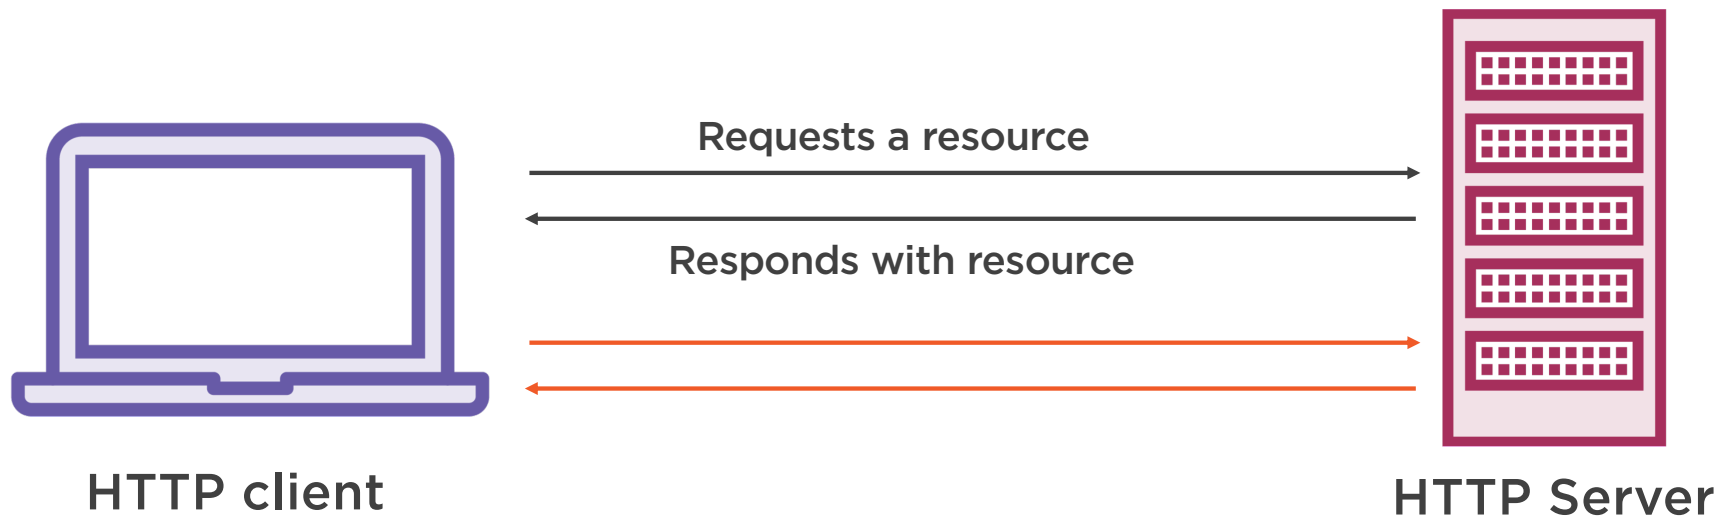 Requests a resource
Responds with resource
HTTP client
HTTP Server